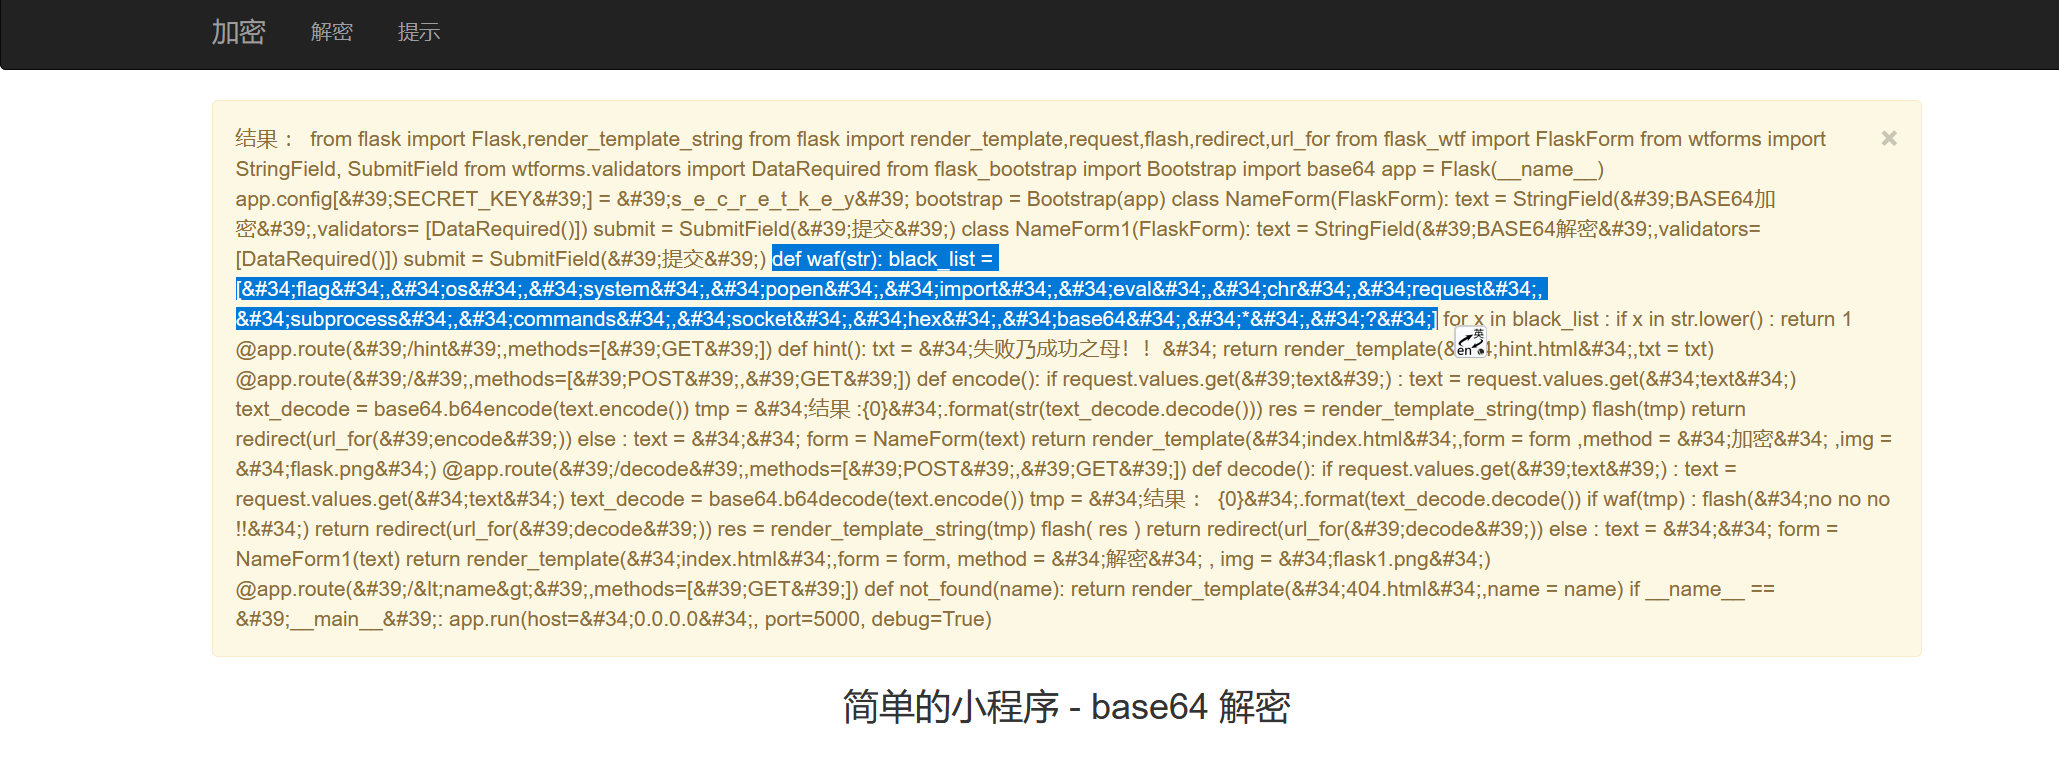 加密 解密 提示
结果 ： from flask import Flask,render_template_string from flask import render_template,request,flash,redirect,url_for from flask_wtf import FlaskForm from wtforms import
StringField, SubmitField from wtforms.validators import DataRequired from flask_bootstrap import Bootstrap import base64 app = Flask(__name__)
app.config[&#39;SECRET_KEY&#39;] = &#39;s_e_c_r_e_t_k_e_y&#39; bootstrap = Bootstrap(app) class NameForm(FlaskForm): text = StringField(&#39;BASE64加
密&#39;,validators= [DataRequired()]) submit = SubmitField(&#39;提交&#39;) class NameForm1(FlaskForm): text = StringField(&#39;BASE64解密&#39;,validators=
[DataRequired()]) submit = SubmitField(&#39;提交&#39;) def waf(str): black_list =
[&#34;flag&#34;,&#34;os&#34;,&#34;system&#34;,&#34;popen&#34;,&#34;import&#34;,&#34;eval&#34;,&#34;chr&#34;,&#34;request&#34;,
&#34;subprocess&#34;,&#34;commands&#34;,&#34;socket&#34;,&#34;hex&#34;,&#34;base64&#34;,&#34;*&#34;,&#34;?&#34;] for x in black_list : if x in str.lower() : return 1
@app.route(&#39;/hint&#39;,methods=[&#39;GET&#39;]) def hint(): txt = &#34;失败乃成功之母！！&#34; return render_template(&#34;hint.html&#34;,txt = txt)
@app.route(&#39;/&#39;,methods=[&#39;POST&#39;,&#39;GET&#39;]) def encode(): if request.values.get(&#39;text&#39;) : text = request.values.get(&#34;text&#34;)
text_decode = base64.b64encode(text.encode()) tmp = &#34;结果 :{0}&#34;.format(str(text_decode.decode())) res = render_template_string(tmp) flash(tmp) return
redirect(url_for(&#39;encode&#39;)) else : text = &#34;&#34; form = NameForm(text) return render_template(&#34;index.html&#34;,form = form ,method = &#34;加密&#34; ,img =
&#34;flask.png&#34;) @app.route(&#39;/decode&#39;,methods=[&#39;POST&#39;,&#39;GET&#39;]) def decode(): if request.values.get(&#39;text&#39;) : text =
request.values.get(&#34;text&#34;) text_decode = base64.b64decode(text.encode()) tmp = &#34;结果 ： {0}&#34;.format(text_decode.decode()) if waf(tmp) : flash(&#34;no no no
!!&#34;) return redirect(url_for(&#39;decode&#39;)) res = render_template_string(tmp) flash( res ) return redirect(url_for(&#39;decode&#39;)) else : text = &#34;&#34; form =
NameForm1(text) return render_template(&#34;index.html&#34;,form = form, method = &#34;解密&#34; , img = &#34;flask1.png&#34;)
@app.route(&#39;/&lt;name&gt;&#39;,methods=[&#39;GET&#39;]) def not_found(name): return render_template(&#34;404.html&#34;,name = name) if __name__ ==
&#39;__main__&#39;: app.run(host=&#34;0.0.0.0&#34;, port=5000, debug=True)
×
英
en
简单的小程序 - base64 解密